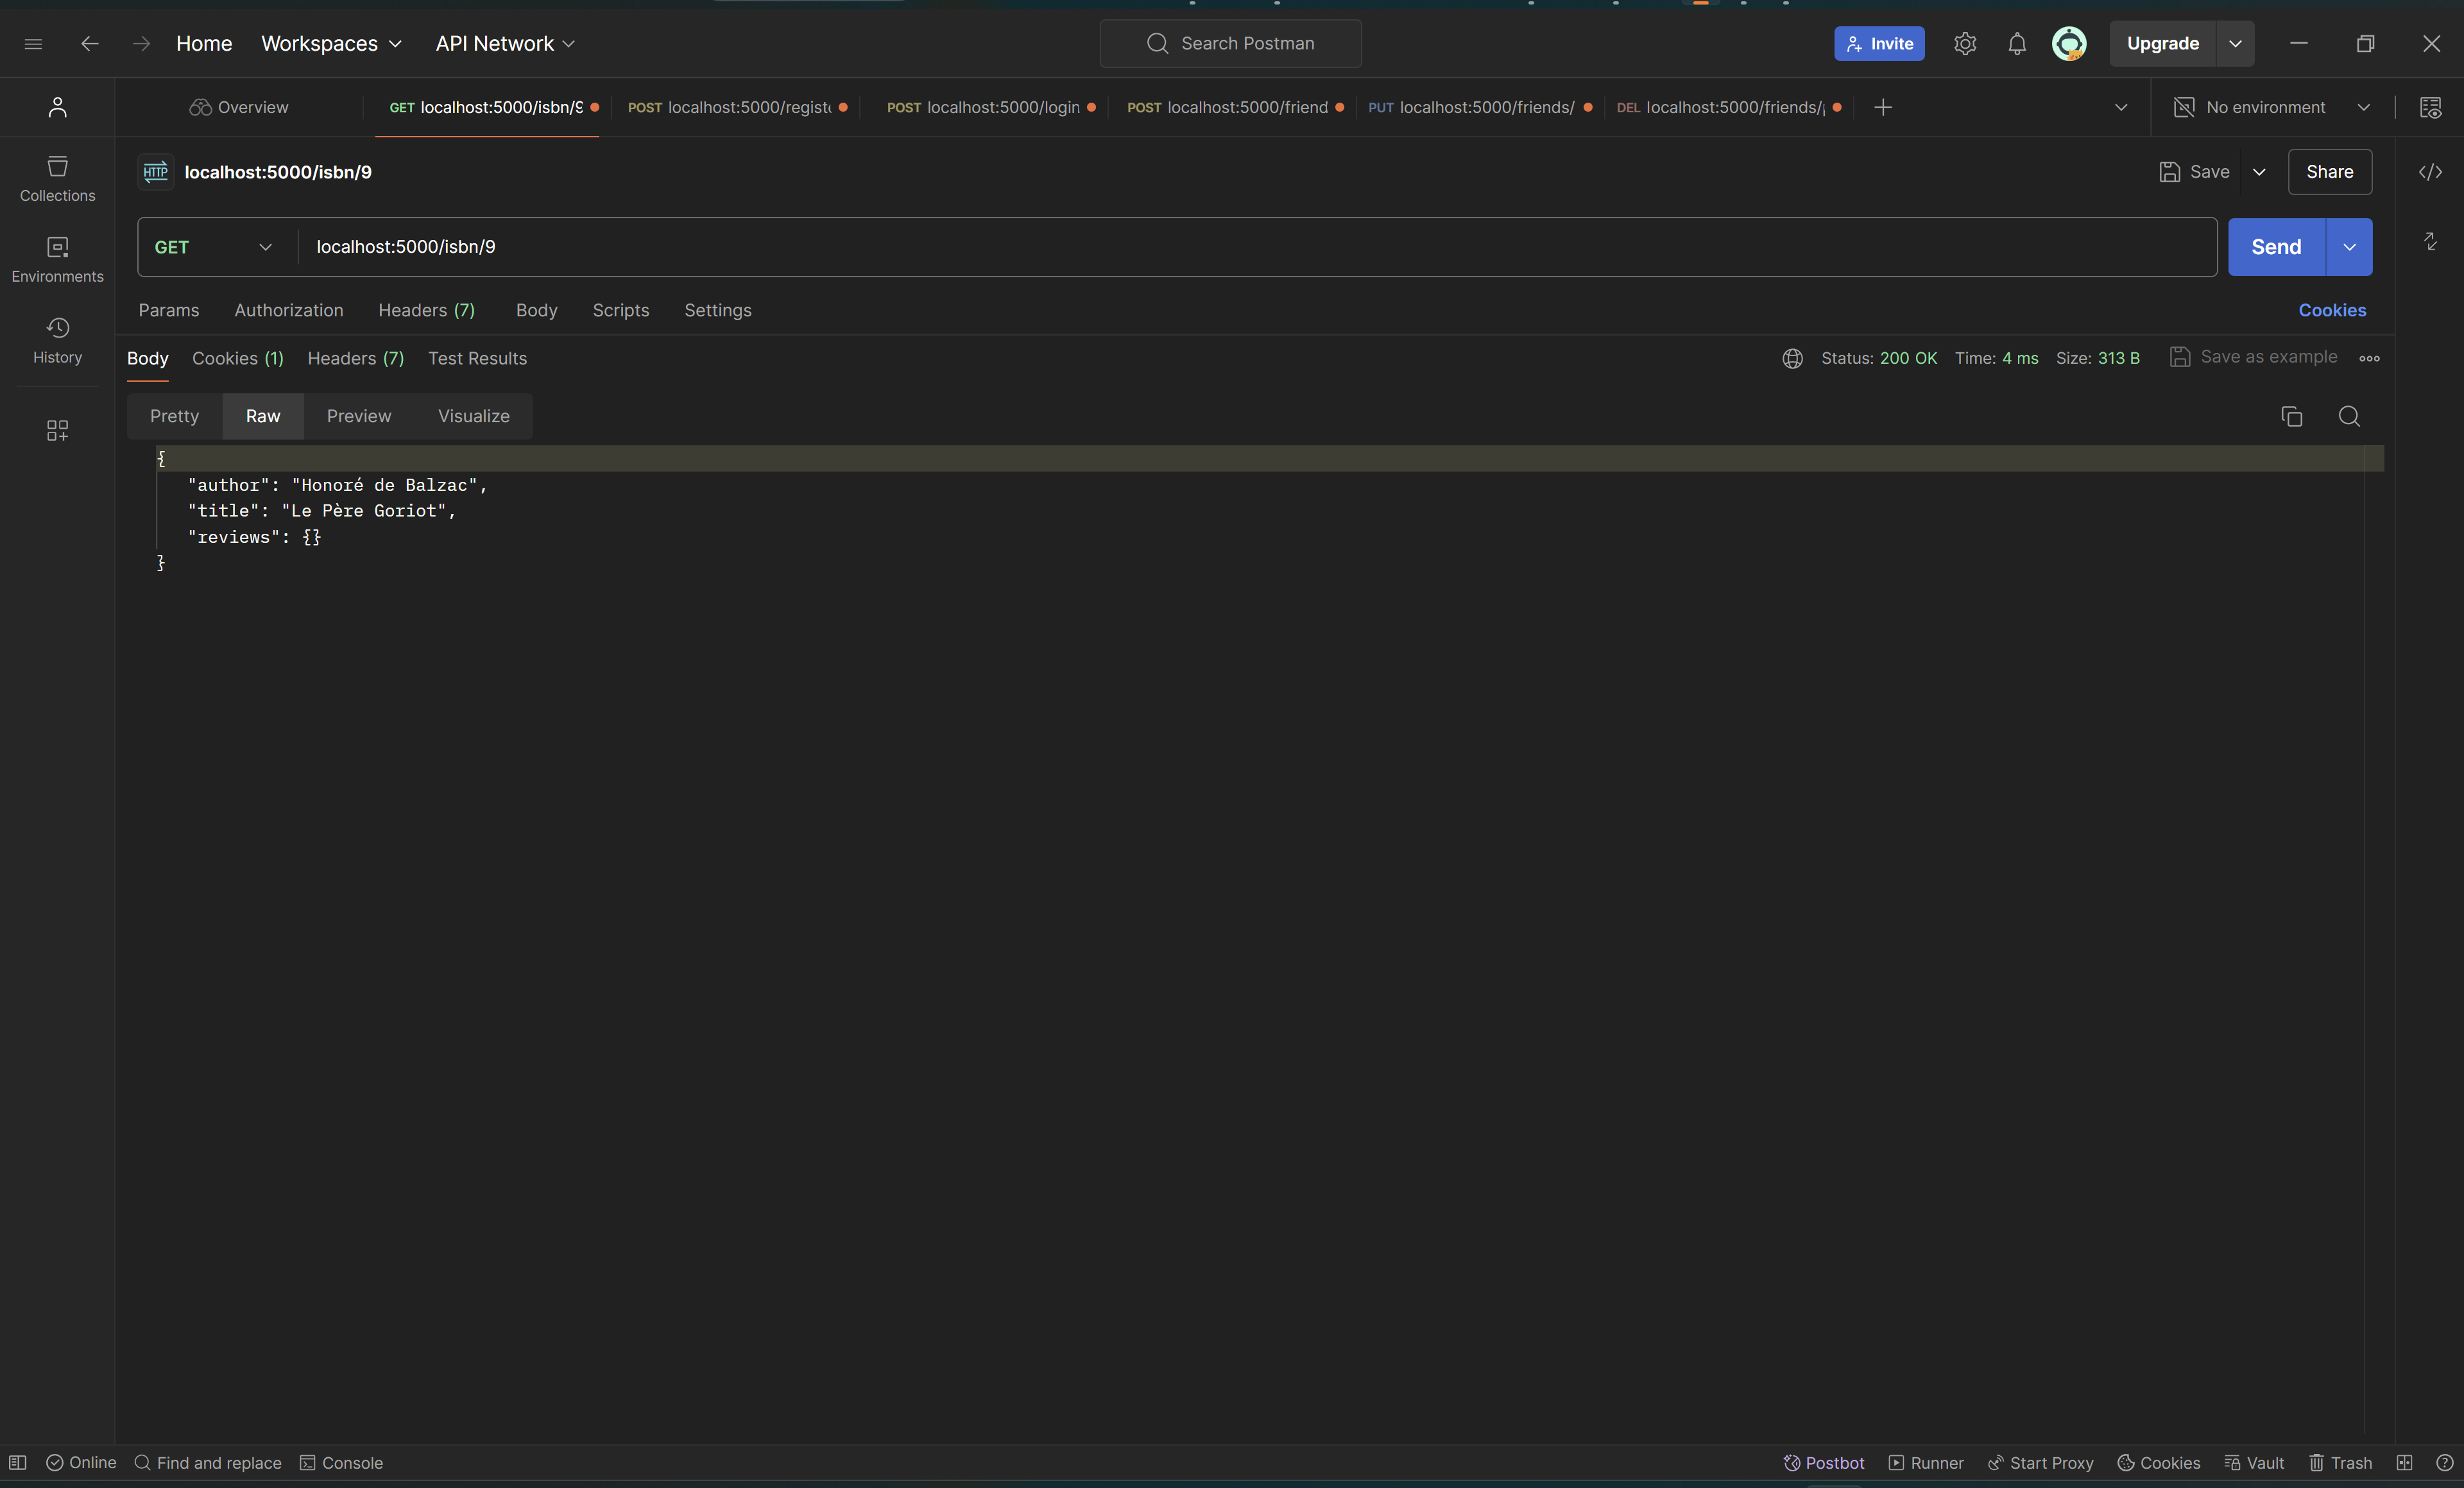 Home Workspaces API Network Search Postman Invite Upgrade
Overview GET localhost:5000/isbn/9 POST localhost:5000/registe POST localhost:5000/login POST localhost:5000/friend PUT localhost:5000/friends/ DEL localhost:5000/friends/ No environment
HTTP localhost:5000/isbn/9 Save Share
Collections
GET localhost:5000/isbn/9 Send
Environments
Params Authorization Headers (7) Body Scripts Settings Cookies
History
Body Cookies (1) Headers (7) Test Results Status: 200 OK Time: 4 ms Size: 313 B Save as example
Pretty Raw Preview Visualize
{
"author": "Honoré de Balzac",
"title": "Le Père Goriot",
"reviews": {}
}
Online Find and replace Console Postbot Runner Start Proxy Cookies Vault Trash